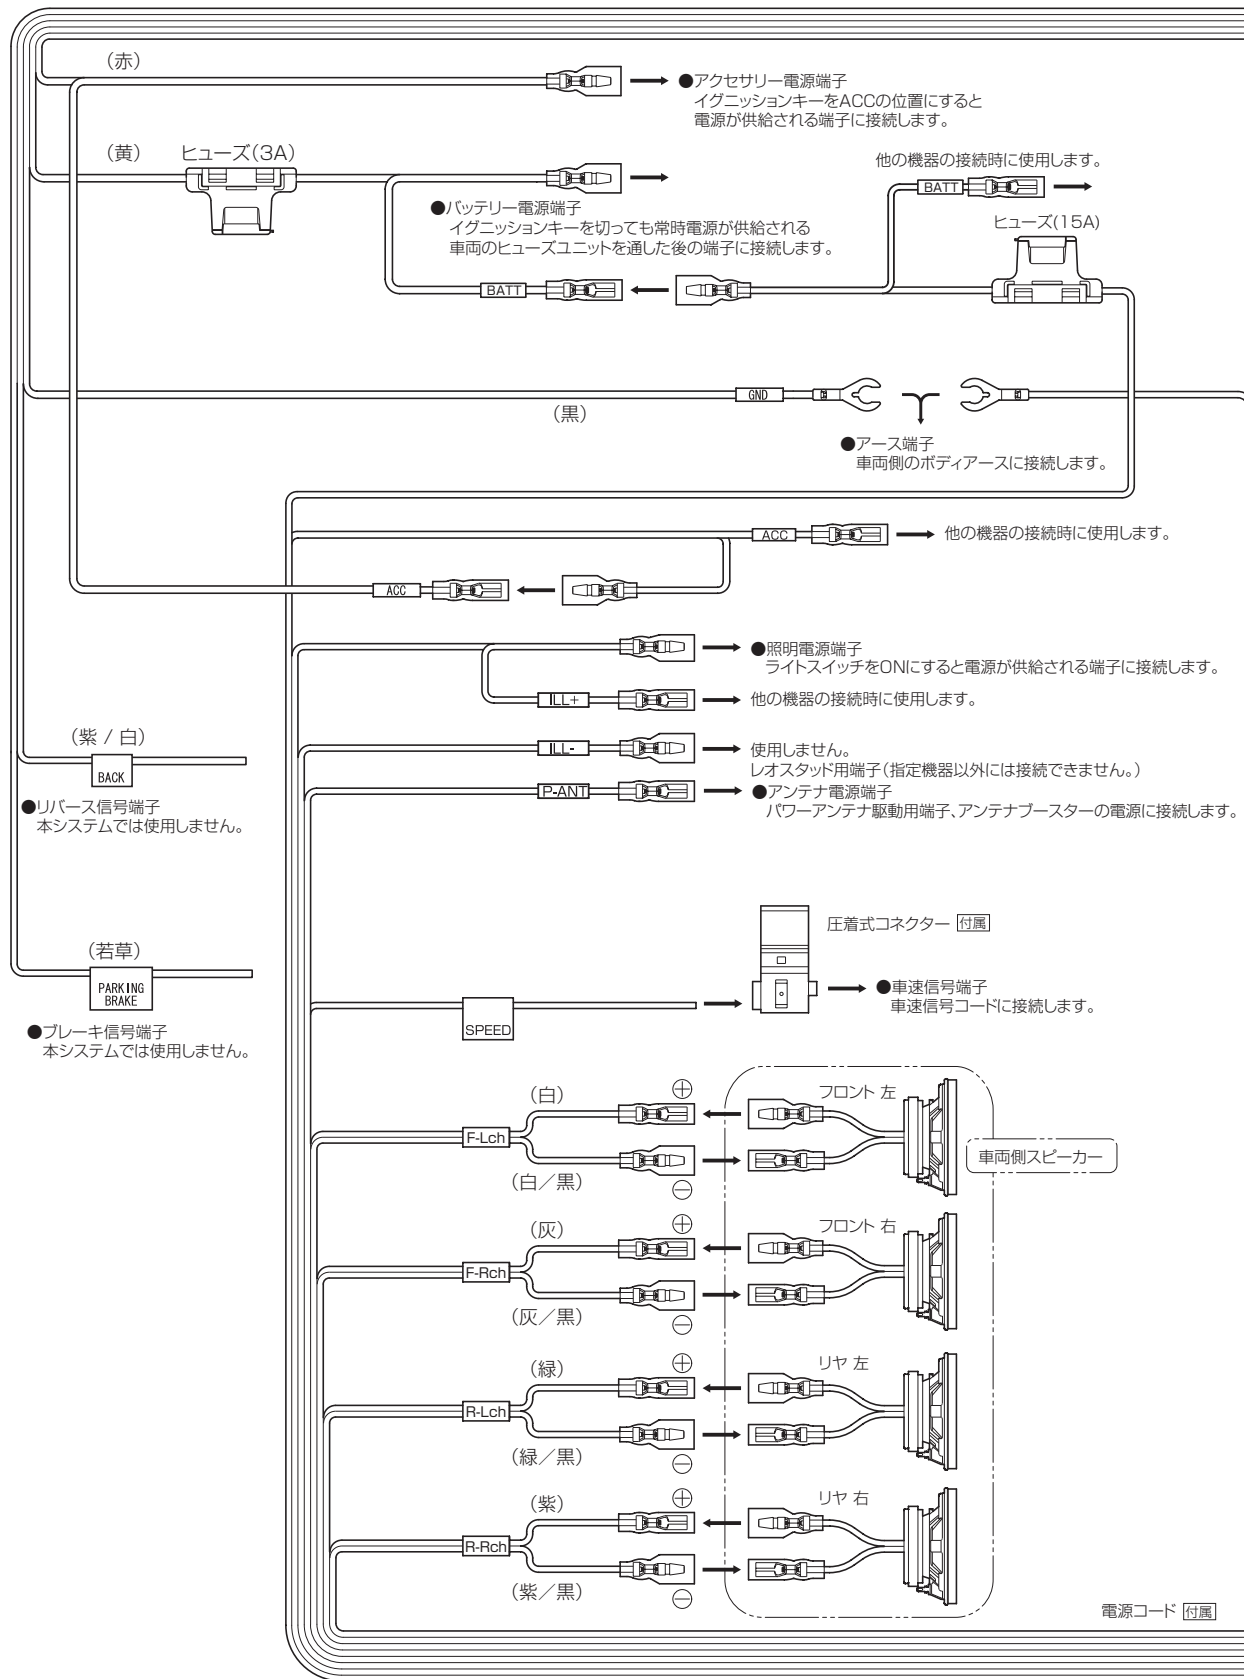 (赤)
●アクセサリー電源端子
イグニッションキーをACCの位置にすると
電源が供給される端子に接続します。
(黄)
ヒューズ(3A)
●バッテリー電源端子
イグニッションキーを切っても常時電源が供給される
車両のヒューズユニットを通した後の端子に接続します。
他の機器の接続時に使用します。
BATT
ヒューズ(15A)
BATT
GND
(黒)
●アース端子
車両側のボディアースに接続します。
ACC
他の機器の接続時に使用します。
ACC
●照明電源端子
ライトスイッチをONにすると電源が供給される端子に接続します。
ILL+
他の機器の接続時に使用します。
(紫 / 白)
BACK
●リバース信号端子
本システムでは使用しません。
ILL-
使用しません。
レオスタッド用端子(指定機器以外には接続できません。)
P-ANT
●アンテナ電源端子
パワーアンテナ駆動用端子、アンテナブースターの電源に接続します。
(若草)
PARKING
BRAKE
●ブレーキ信号端子
本システムでは使用しません。
圧着式コネクター 付属
SPEED
●車速信号端子
車速信号コードに接続します。
(白)
⊕
フロント 左
F-Lch
車両側スピーカー
(白/黒)
⊖
(灰)
⊕
フロント 右
F-Rch
(灰/黒)
⊖
(緑)
⊕
リヤ 左
R-Lch
(緑/黒)
⊖
(紫)
⊕
リヤ 右
R-Rch
(紫/黒)
⊖
電源コード 付属